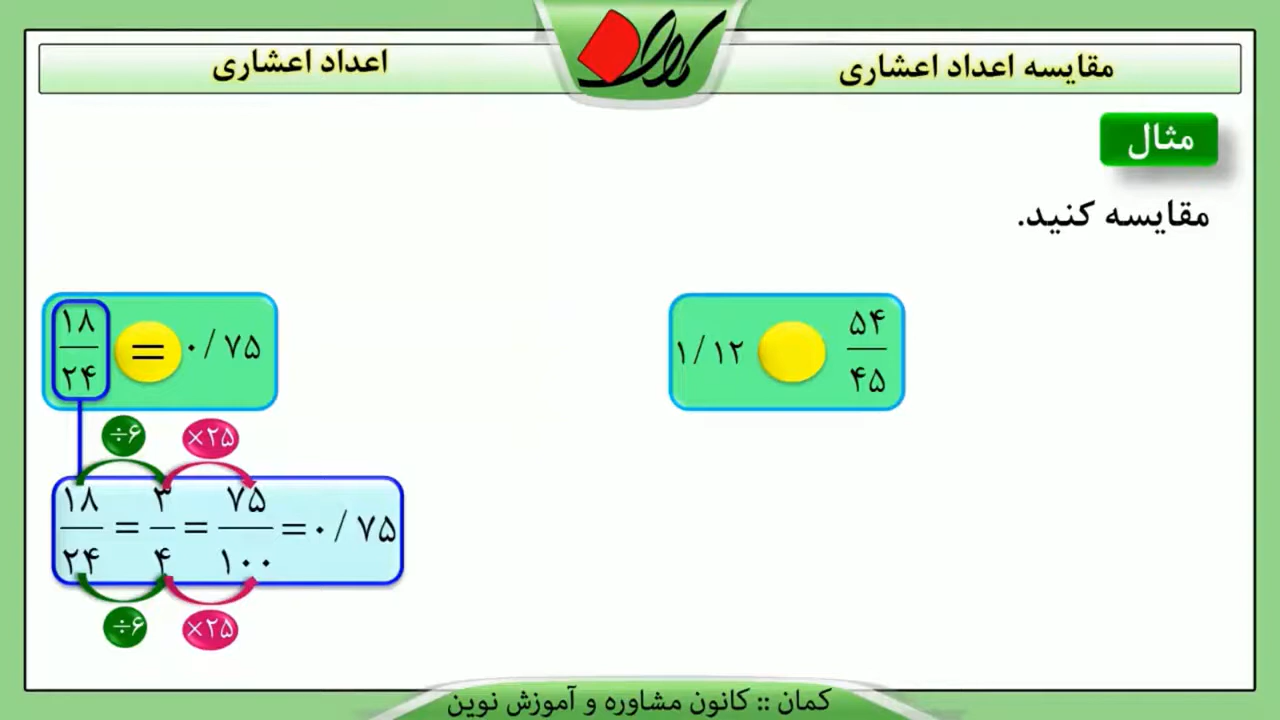 مقایسه اعداد اعشاری
اعداد اعشاری
مثال
مقایسه کنید.
۱۸/۲۴ = ۰/۷۵
۱/۱۲ ۵۴/۴۵
÷۶ ×۲۵
۱۸/۲۴ = ۳/۴ = ۷۵/۱۰۰ = ۰/۷۵
÷۶ ×۲۵
کمان :: کانون مشاوره و آموزش نوین